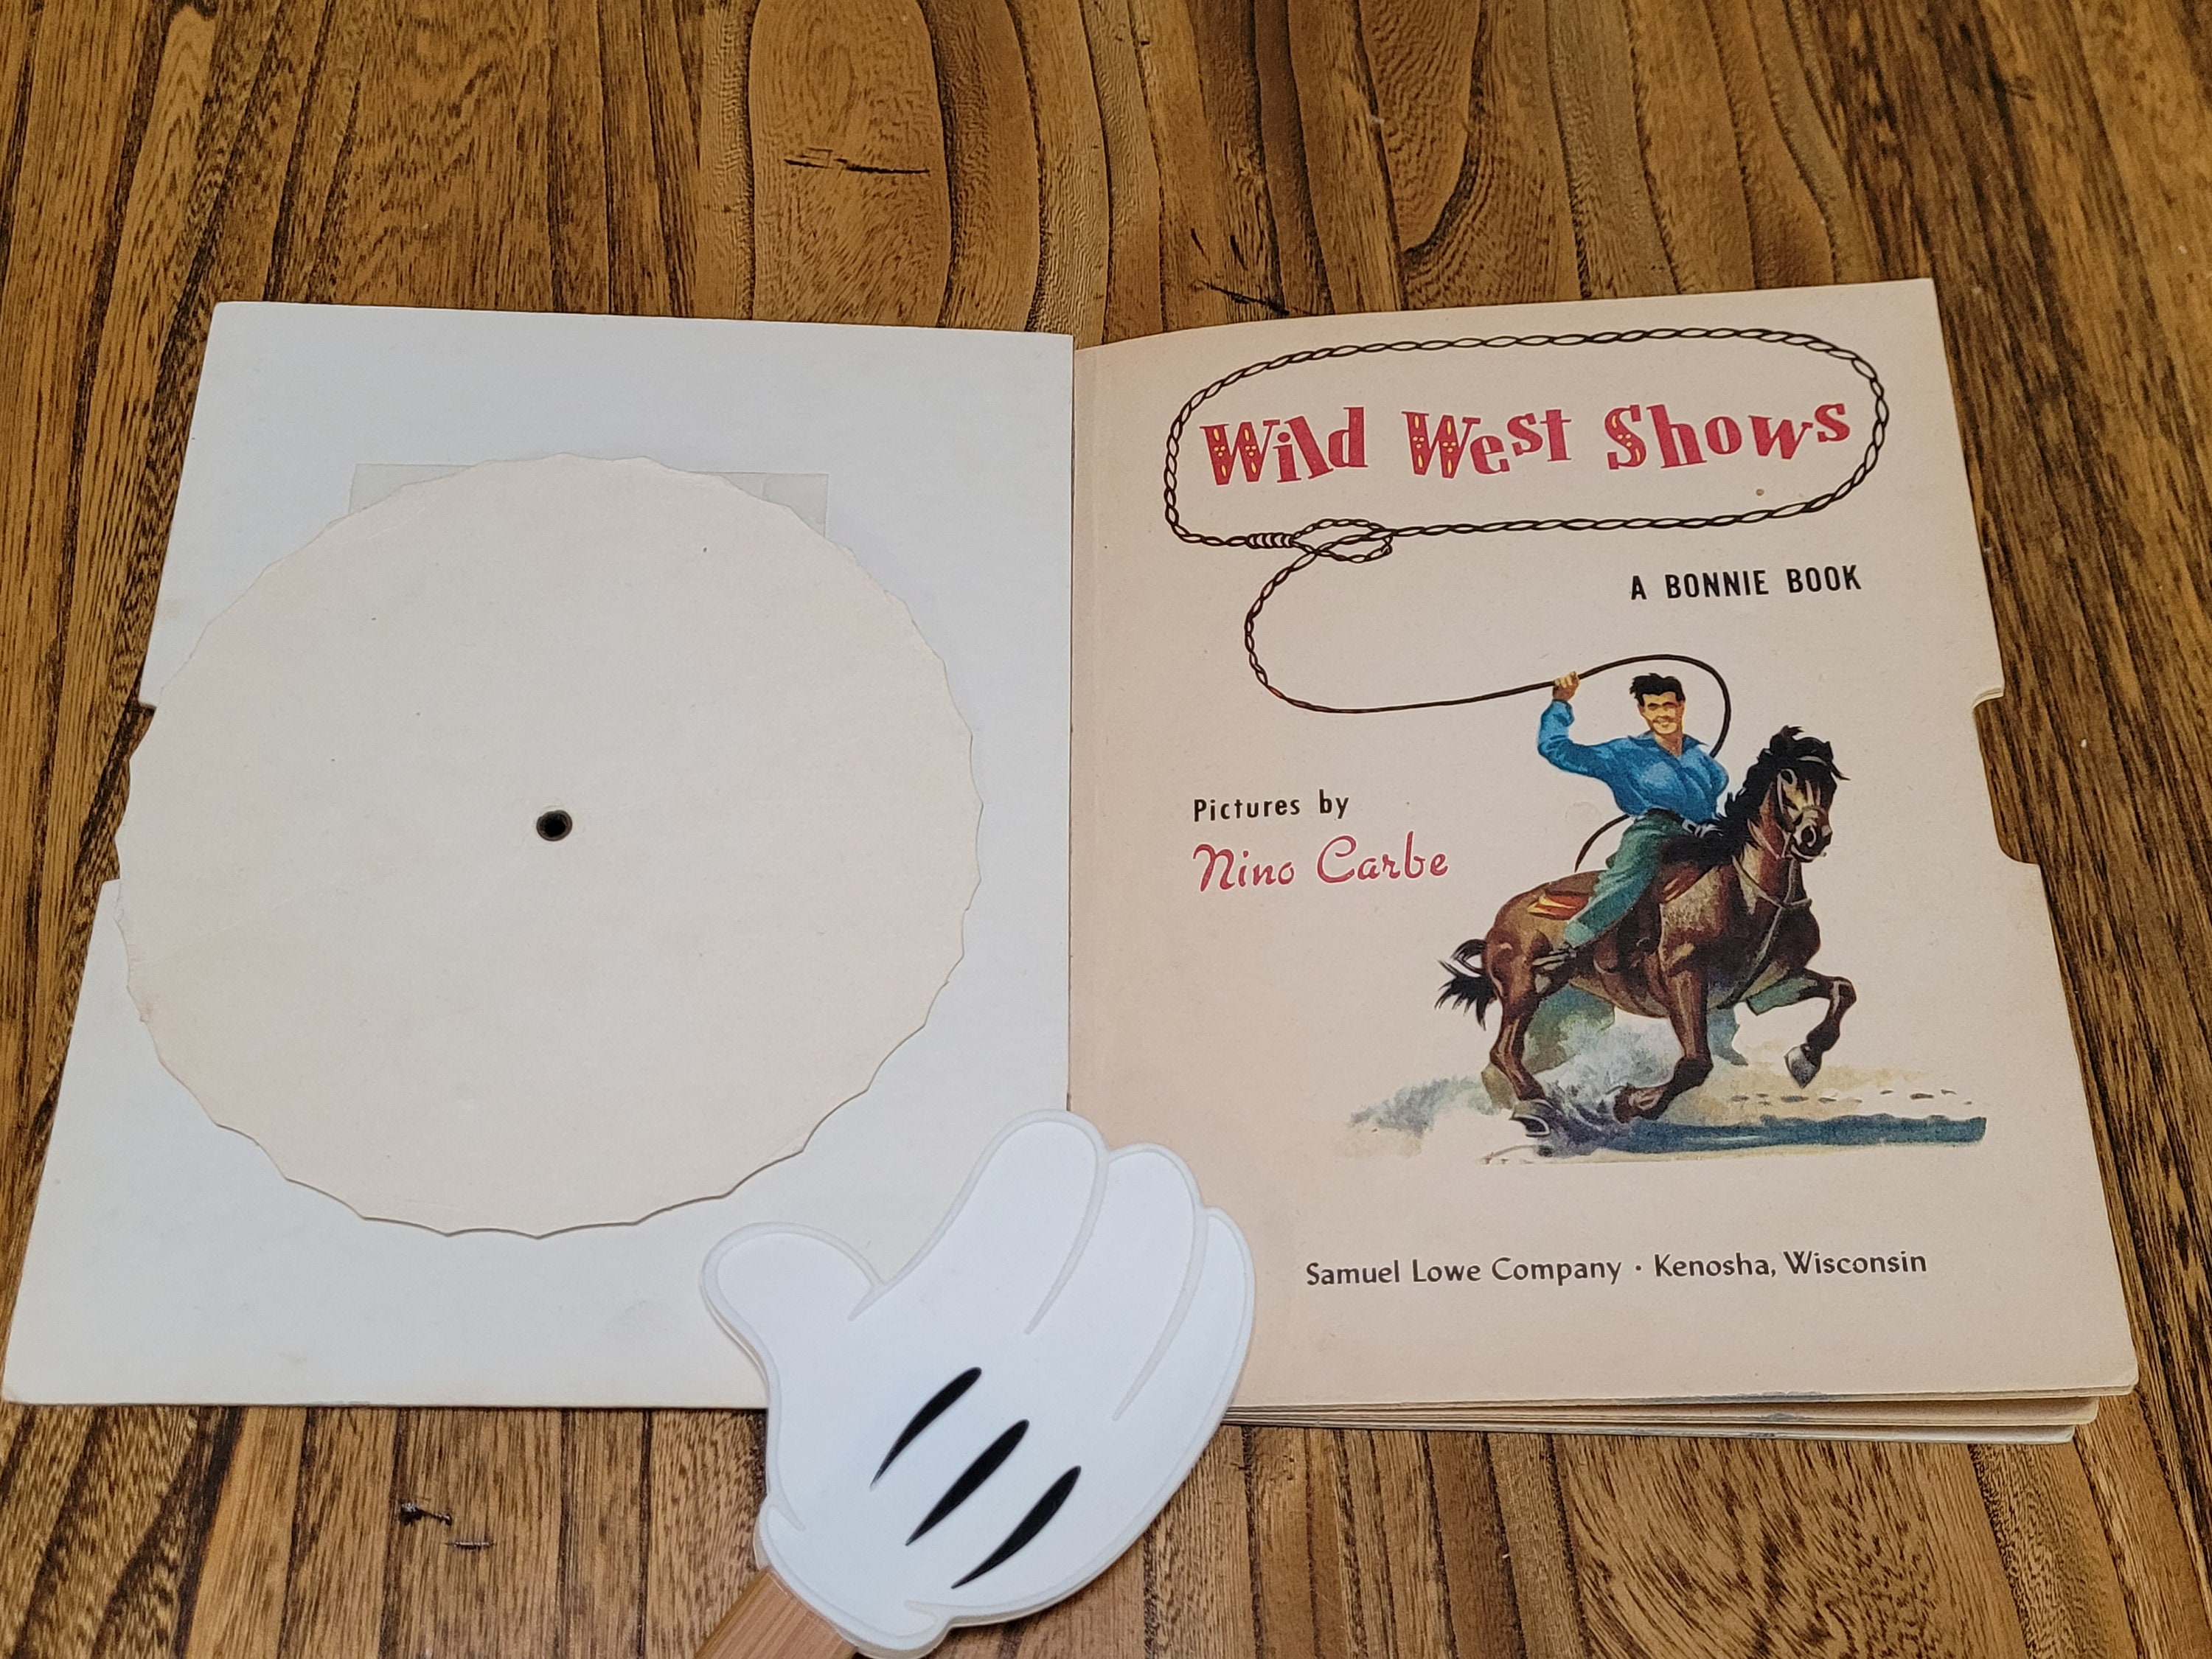 Wild West Shows
A BONNIE BOOK
Pictures by
Nino Carbe
Samuel Lowe Company · Kenosha, Wisconsin